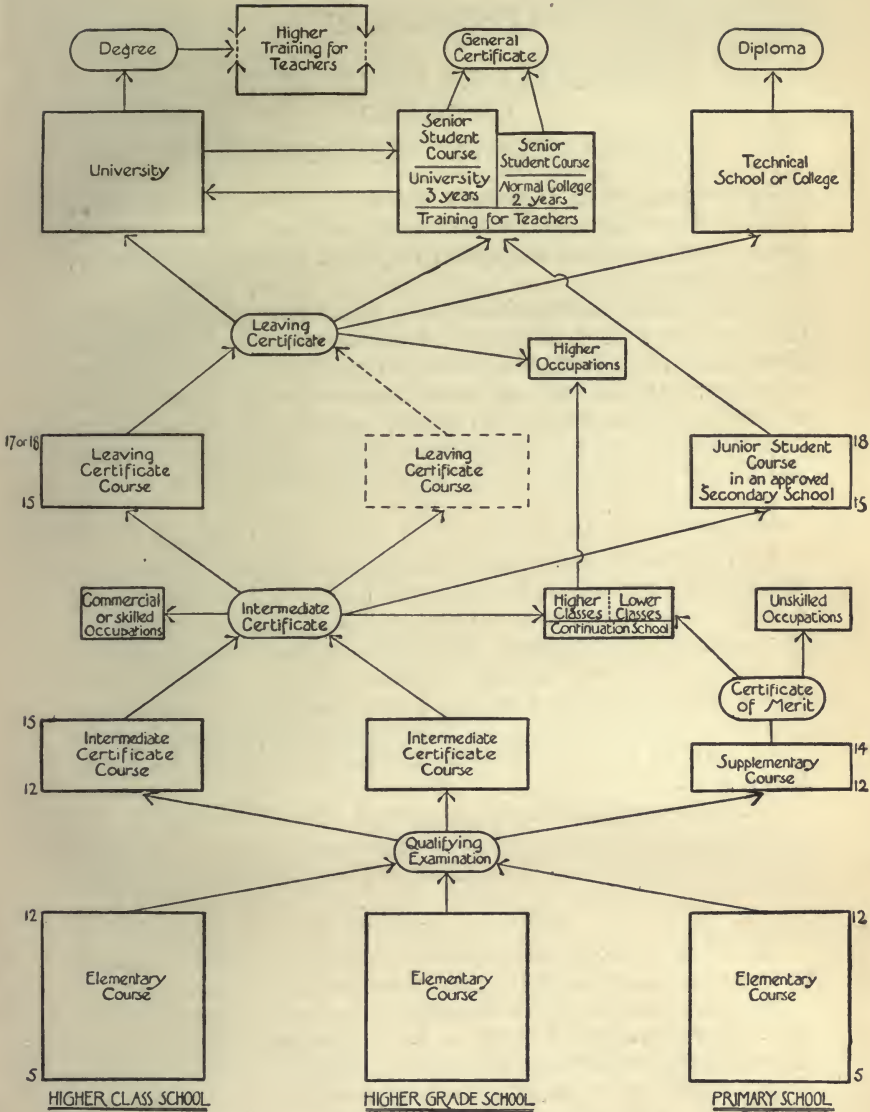 Degree
Higher
Training for
Teachers
General
Certificate
Diploma
University
Senior
Student
Course
University
3 years
Senior
Student Course
Normal College
2 years
Training for Teachers
Technical
School or College
Leaving
Certificate
Higher
Occupations
17 or 18
15
Leaving
Certificate
Course
Leaving
Certificate
Course
Junior Student
Course
in an approved
Secondary School
18
15
Commercial
or skilled
Occupations
Intermediate
Certificate
Higher
Classes
Lower
Classes
Continuation School
Unskilled
Occupations
Certificate
of Merit
15
12
Intermediate
Certificate
Course
Intermediate
Certificate
Course
Supplementary
Course
14
12
Qualifying
Examination
12
5
Elementary
Course
Elementary
Course
Elementary
Course
12
5
HIGHER CLASS SCHOOL
HIGHER GRADE SCHOOL
PRIMARY SCHOOL